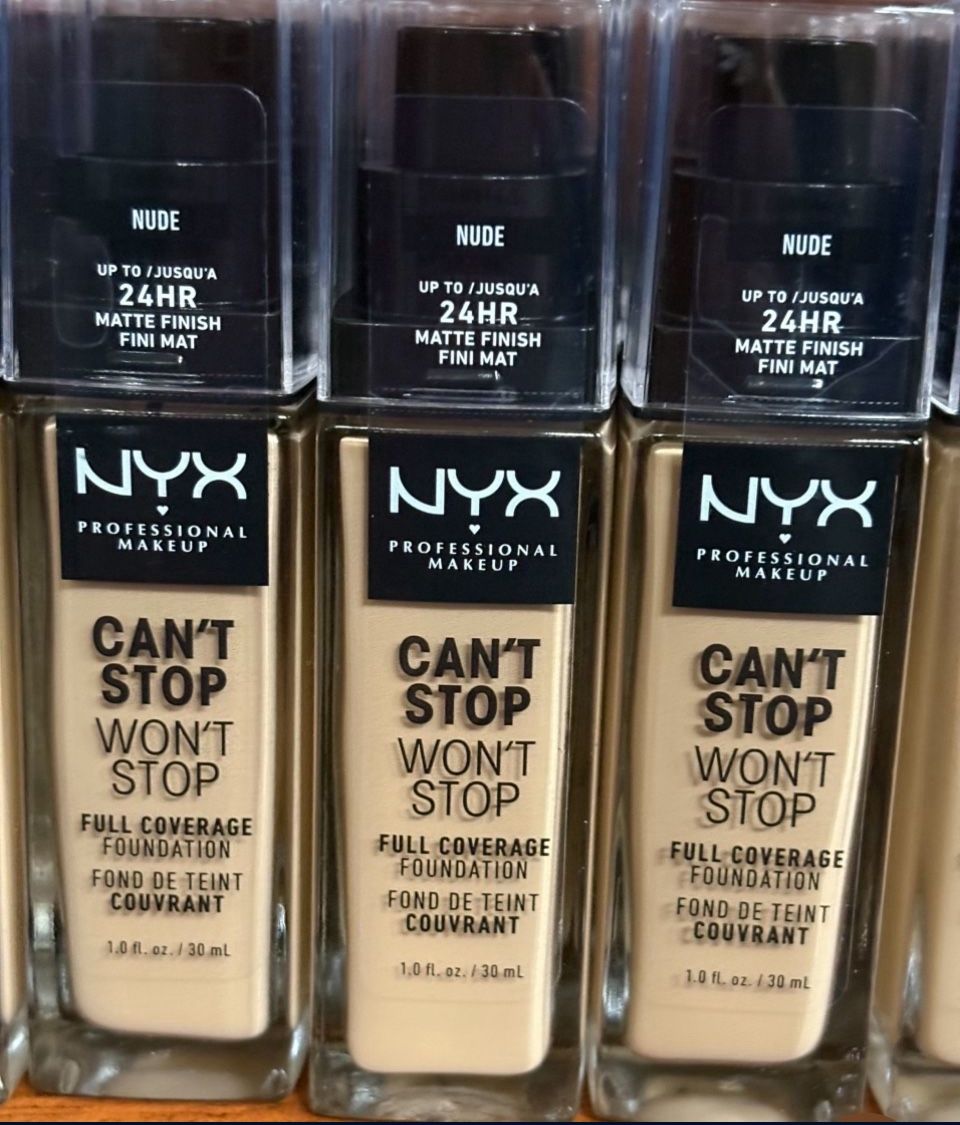 NUDE
UP TO / JUSQU'A
24HR
MATTE FINISH
FINI MAT
NYX
PROFESSIONAL
MAKEUP
CAN'T
STOP
WON'T
STOP
FULL COVERAGE
FOUNDATION
FOND DE TEINT
COUVRANT
1.0 fl. oz. / 30 mL
NUDE
UP TO / JUSQU'A
24HR
MATTE FINISH
FINI MAT
NYX
PROFESSIONAL
MAKEUP
CAN'T
STOP
WON'T
STOP
FULL COVERAGE
FOUNDATION
FOND DE TEINT
COUVRANT
1.0 fl. oz. / 30 mL
NUDE
UP TO / JUSQU'A
24HR
MATTE FINISH
FINI MAT
NYX
PROFESSIONAL
MAKEUP
CAN'T
STOP
WON'T
STOP
FULL COVERAGE
FOUNDATION
FOND DE TEINT
COUVRANT
1.0 fl. oz. / 30 mL